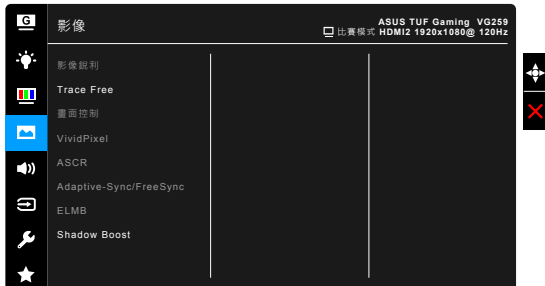 G
影像
ASUS TUF Gaming VG259
比賽模式 HDMI2 1920x1080@ 120Hz
影像銳利
Trace Free
畫面控制
VividPixel
ASCR
Adaptive-Sync/FreeSync
ELMB
Shadow Boost